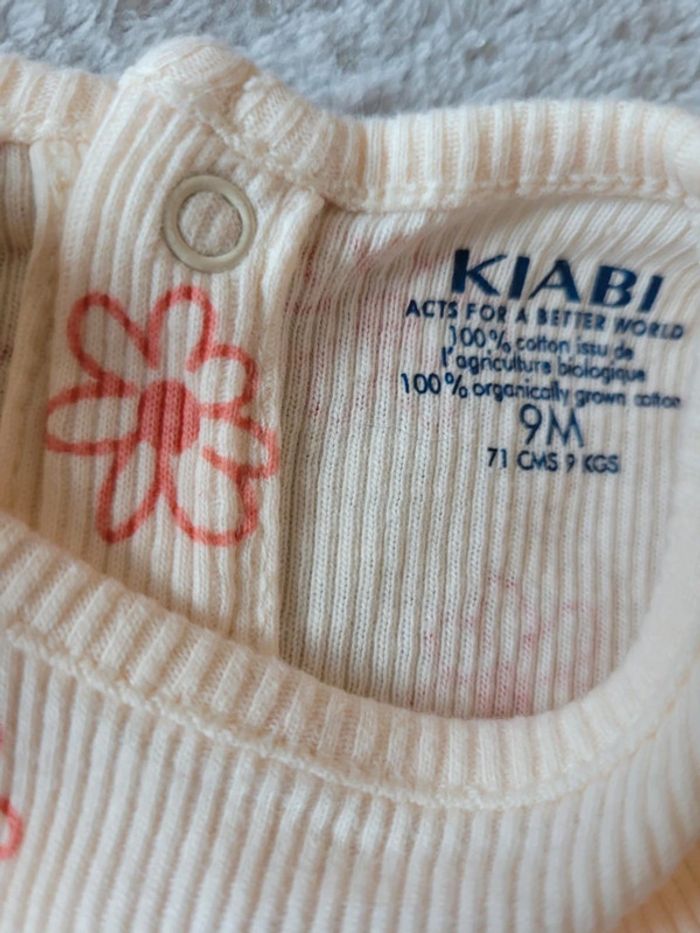 KIABI
ACTS FOR A BETTER WORLD
100% cotton issu de
l'agriculture biologique
100% organically grown cotton
9M
71 CMS 9 KGS